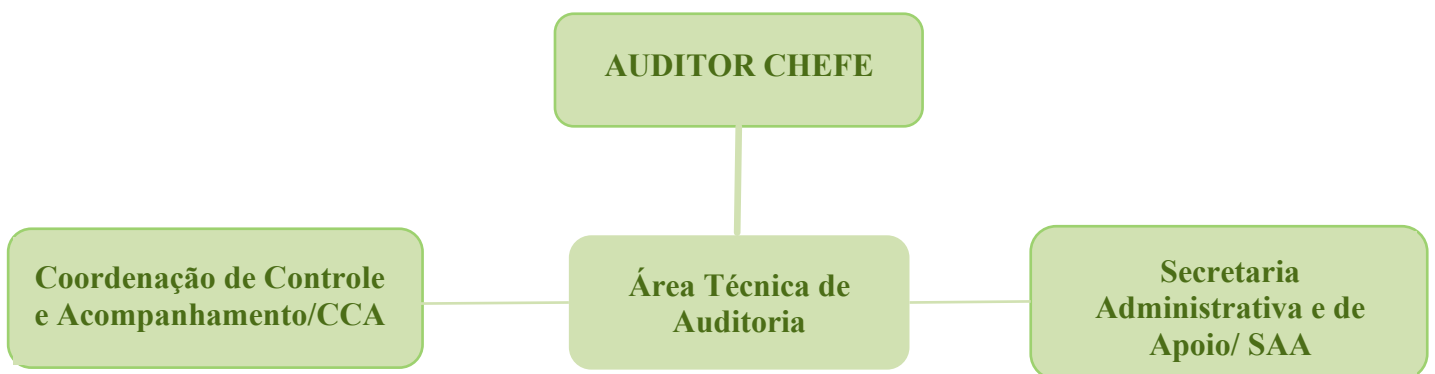 AUDITOR CHEFE
Coordenação de Controle
e Acompanhamento/CCA
Área Técnica de
Auditoria
Secretaria
Administrativa e de
Apoio/ SAA